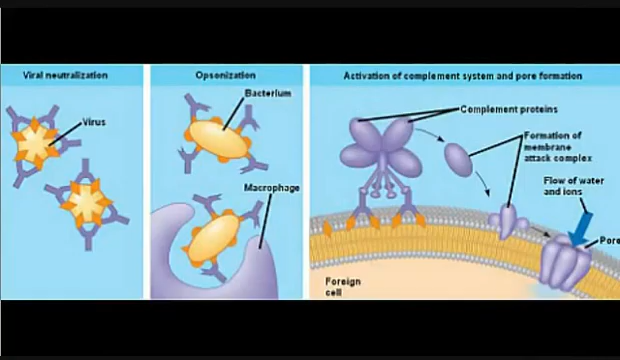 Viral neutralization
Virus
Opsonization
Bacterium
Macrophage
Activation of complement system and pore formation
Complement proteins
Formation of
membrane
attack complex
Flow of water
and ions
Pore
Foreign
cell